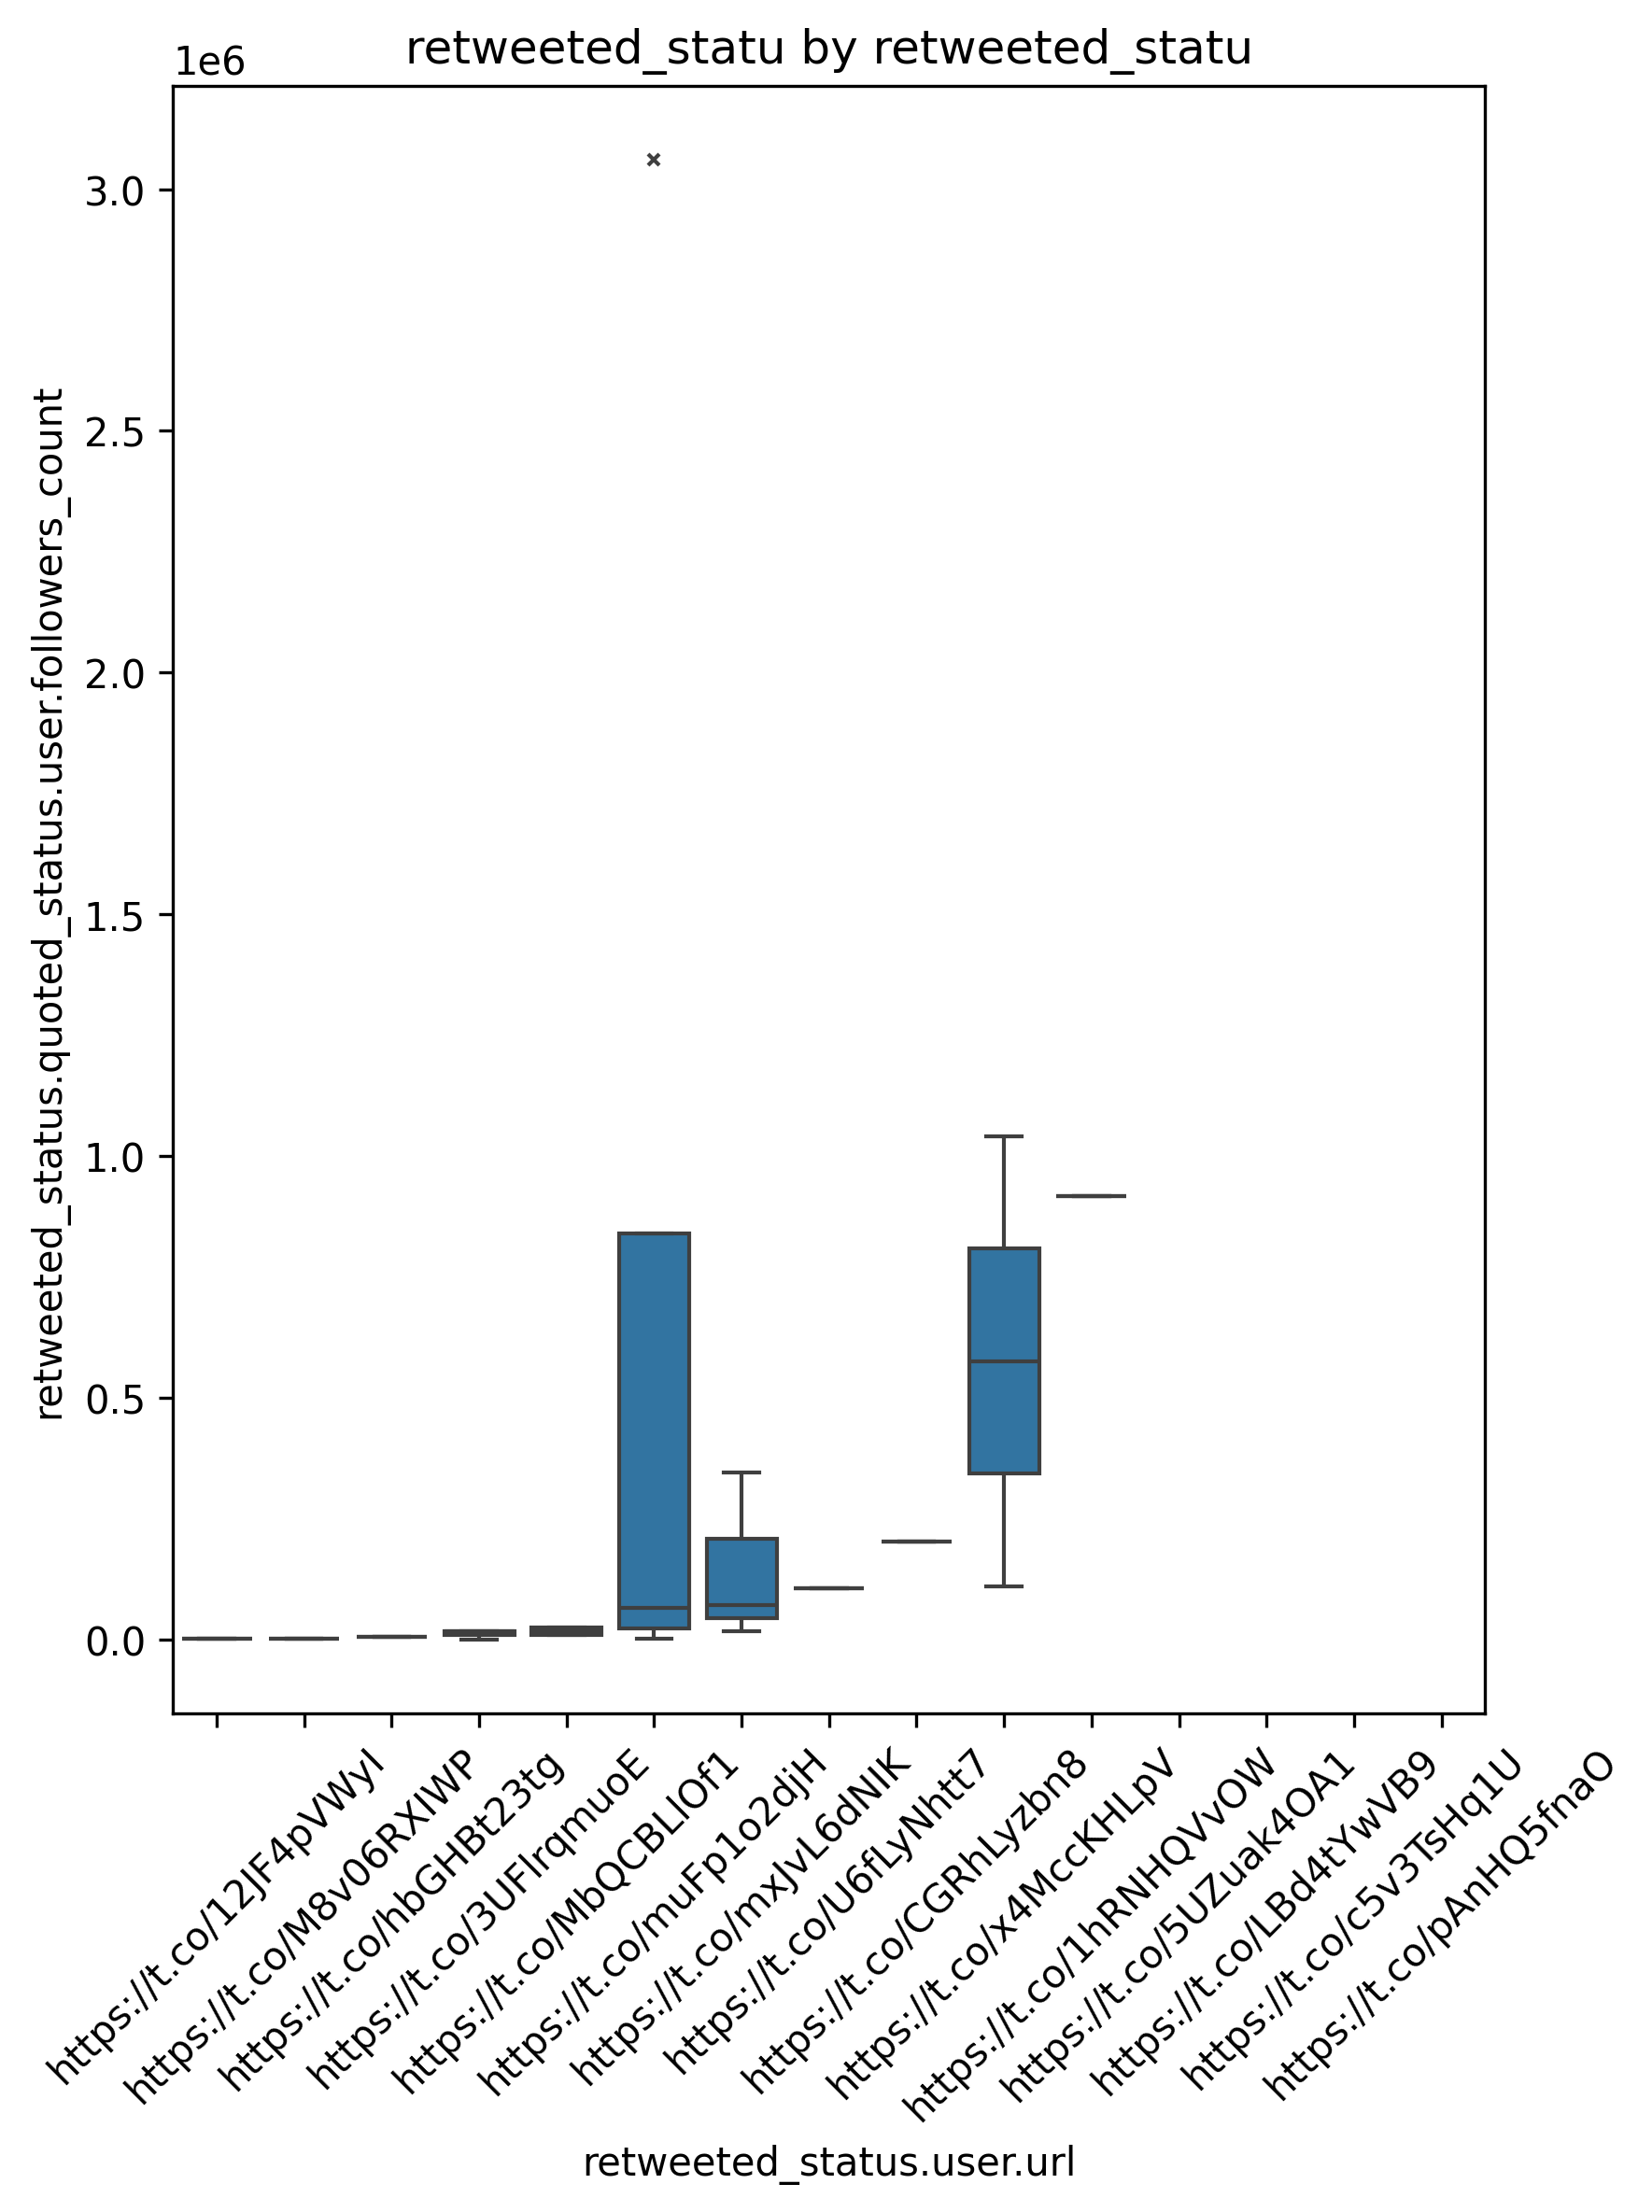 retweeted_statu by retweeted_statu
1e6
3.0
2.5
2.0
1.5
1.0
0.5
0.0
retweeted_status.quoted_status.user.followers_count
https://t.co/12JF4pVWyl
https://t.co/M8v06RXlWP
https://t.co/hbGHBt23tg
https://t.co/3UFlrqmuoE
https://t.co/MbQCBLlOf1
https://t.co/muFp1o2djH
https://t.co/mxJvL6dNlK
https://t.co/U6fLyNhtt7
https://t.co/CGRhLyzbn8
https://t.co/x4MccKHLpV
https://t.co/1hRNHQVvOW
https://t.co/5UZuak4OA1
https://t.co/LBd4tYwVB9
https://t.co/c5v3TsHq1U
https://t.co/pAnHQ5fnaO
retweeted_status.user.url